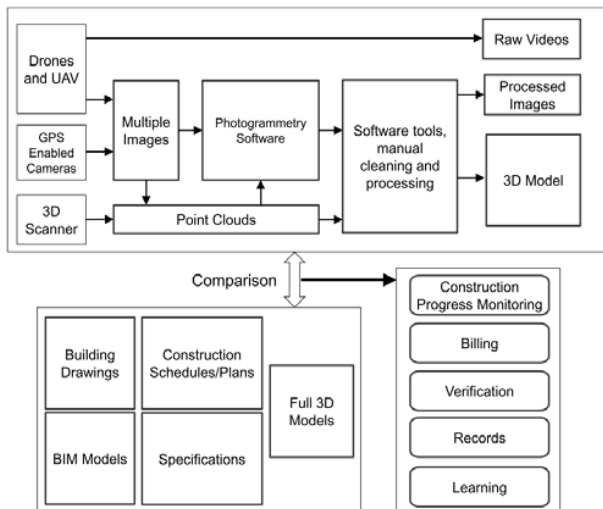 Drones
and UAV
Raw Videos
Processed
Images
GPS
Enabled
Cameras
Multiple
Images
Photogrammetry
Software
Software tools,
manual
cleaning and
processing
3D Model
3D
Scanner
Point Clouds
Comparison
Building
Drawings
Construction
Schedules/Plans
Full 3D
Models
BIM Models
Specifications
Construction
Progress Monitoring
Billing
Verification
Records
Learning